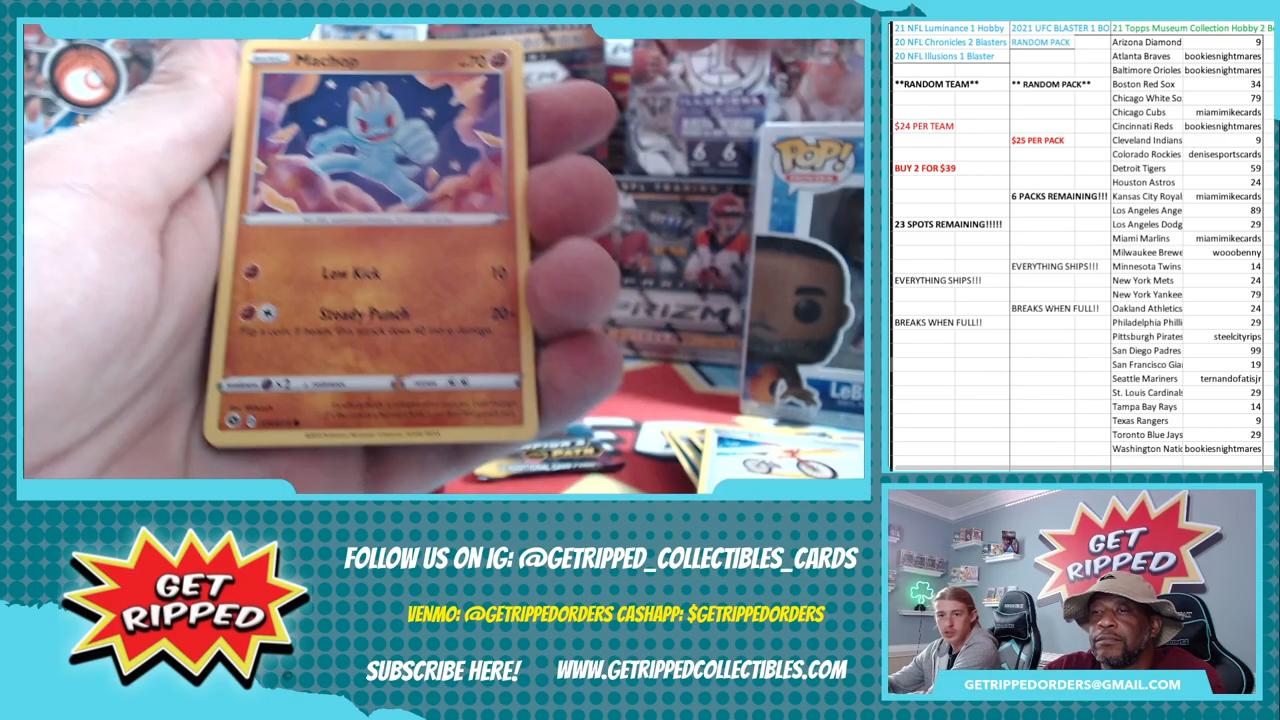 Machop
70
Low Kick 10
Steady Punch 20+
ILLUSIONS
6 6
NFL TRADING
PRIZM
POP!
LeB
PATH
21 NFL Luminance 1 Hobby
20 NFL Chronicles 2 Blasters
20 NFL Illusions 1 Blaster
**RANDOM TEAM**
$24 PER TEAM
BUY 2 FOR $39
23 SPOTS REMAINING!!!!!
EVERYTHING SHIPS!!!
BREAKS WHEN FULL!!
2021 UFC BLASTER 1 BO
RANDOM PACK
** RANDOM PACK**
$25 PER PACK
6 PACKS REMAINING!!!
EVERYTHING SHIPS!!!
BREAKS WHEN FULL!!
21 Topps Museum Collection Hobby 2 B
Arizona Diamond 9
Atlanta Braves bookiesnightmares
Baltimore Orioles bookiesnightmares
Boston Red Sox 34
Chicago White So 79
Chicago Cubs miamimikecards
Cincinnati Reds bookiesnightmares
Cleveland Indians 9
Colorado Rockies denisesportscards
Detroit Tigers 59
Houston Astros 24
Kansas City Royal miamimikecards
Los Angeles Ange 89
Los Angeles Dodg 29
Miami Marlins miamimikecards
Milwaukee Brewe wooobenny
Minnesota Twins 14
New York Mets 24
New York Yankee 79
Oakland Athletics 24
Philadelphia Philli 29
Pittsburgh Pirates steelcityrips
San Diego Padres 99
San Francisco Gia 19
Seattle Mariners ternandofatisjr
St. Louis Cardinals 29
Tampa Bay Rays 14
Texas Rangers 9
Toronto Blue Jays 29
Washington Natic bookiesnightmares
GET
RIPPED
FOLLOW US ON IG: @GETRIPPED_COLLECTIBLES_CARDS
VENMO: @GETRIPPEDORDERS CASHAPP: $GETRIPPEDORDERS
SUBSCRIBE HERE! WWW.GETRIPPEDCOLLECTIBLES.COM
GET
RIPPED
GETRIPPEDORDERS@GMAIL.COM